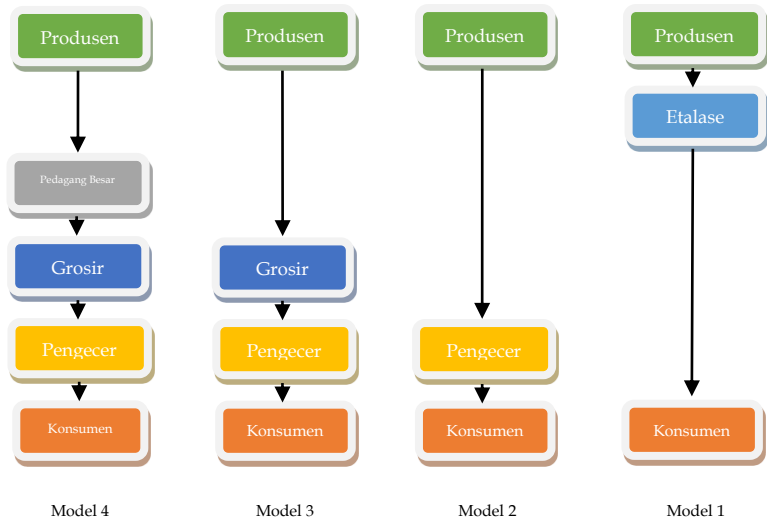 Produsen
Produsen
Produsen
Produsen
Etalase
Pedagang Besar
Grosir
Grosir
Pengecer
Pengecer
Pengecer
Konsumen
Konsumen
Konsumen
Konsumen
Model 4
Model 3
Model 2
Model 1